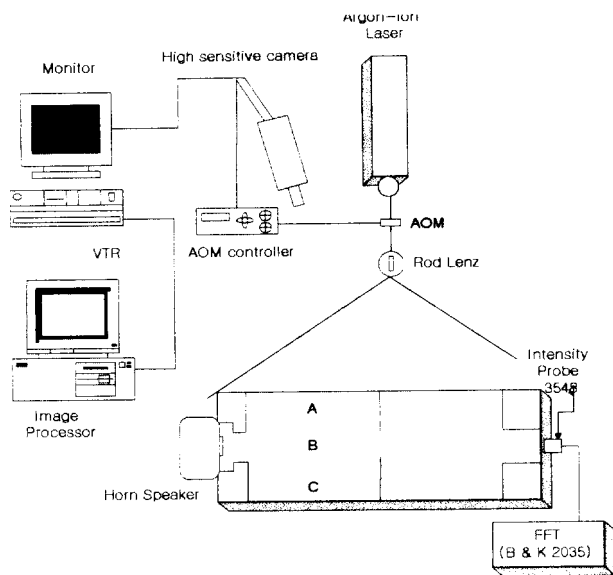 Argon-Ion
Laser
High sensitive camera
Monitor
AOM
AOM controller
VTR
Rod Lenz
Intensity
Probe
3548
Image
Processor
A
B
C
Horn Speaker
FFT
(B & K 2035)